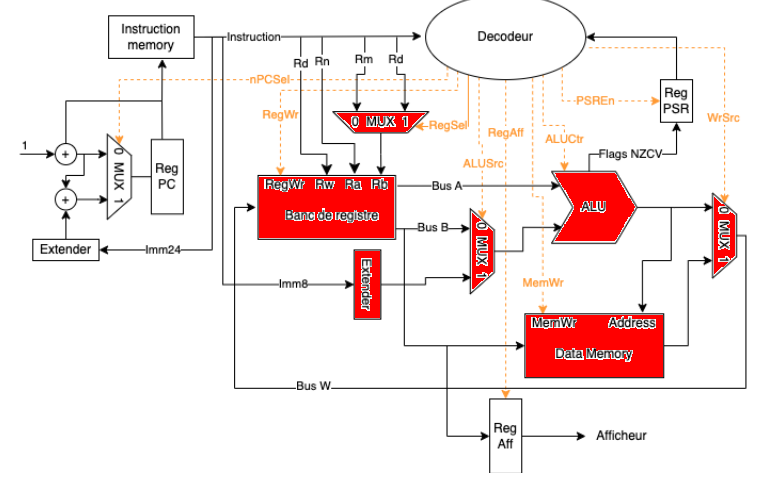 Instruction
memory
Instruction
Decodeur
Rd
Rn
Rm
Rd
nPCSel
Reg
PSR
PSREn
RegWr
0 MUX 1
RegSel
RegAff
ALUCtr
WrSrc
1
+
0 MUX 1
Reg
PC
ALUSrc
Flags NZCV
RegWr Rw Ra Rb
Banc de registre
Bus A
ALU
+
Bus B
0 MUX 1
0 MUX 1
Extender
Imm24
Imm8
Extender
MemWr
MemWr Address
Data Memory
Bus W
Reg
Aff
Afficheur